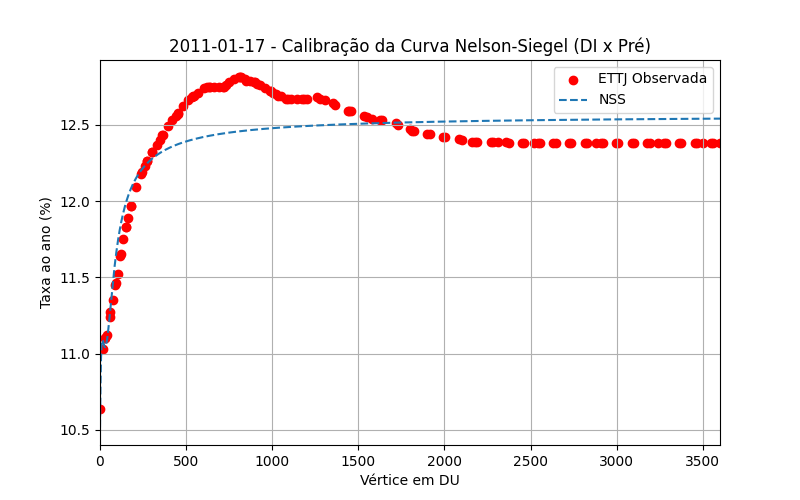 2011-01-17 - Calibração da Curva Nelson-Siegel (DI x Pré)
ETTJ Observada
NSS
Taxa ao ano (%)
12.5
12.0
11.5
11.0
10.5
0 500 1000 1500 2000 2500 3000 3500
Vértice em DU